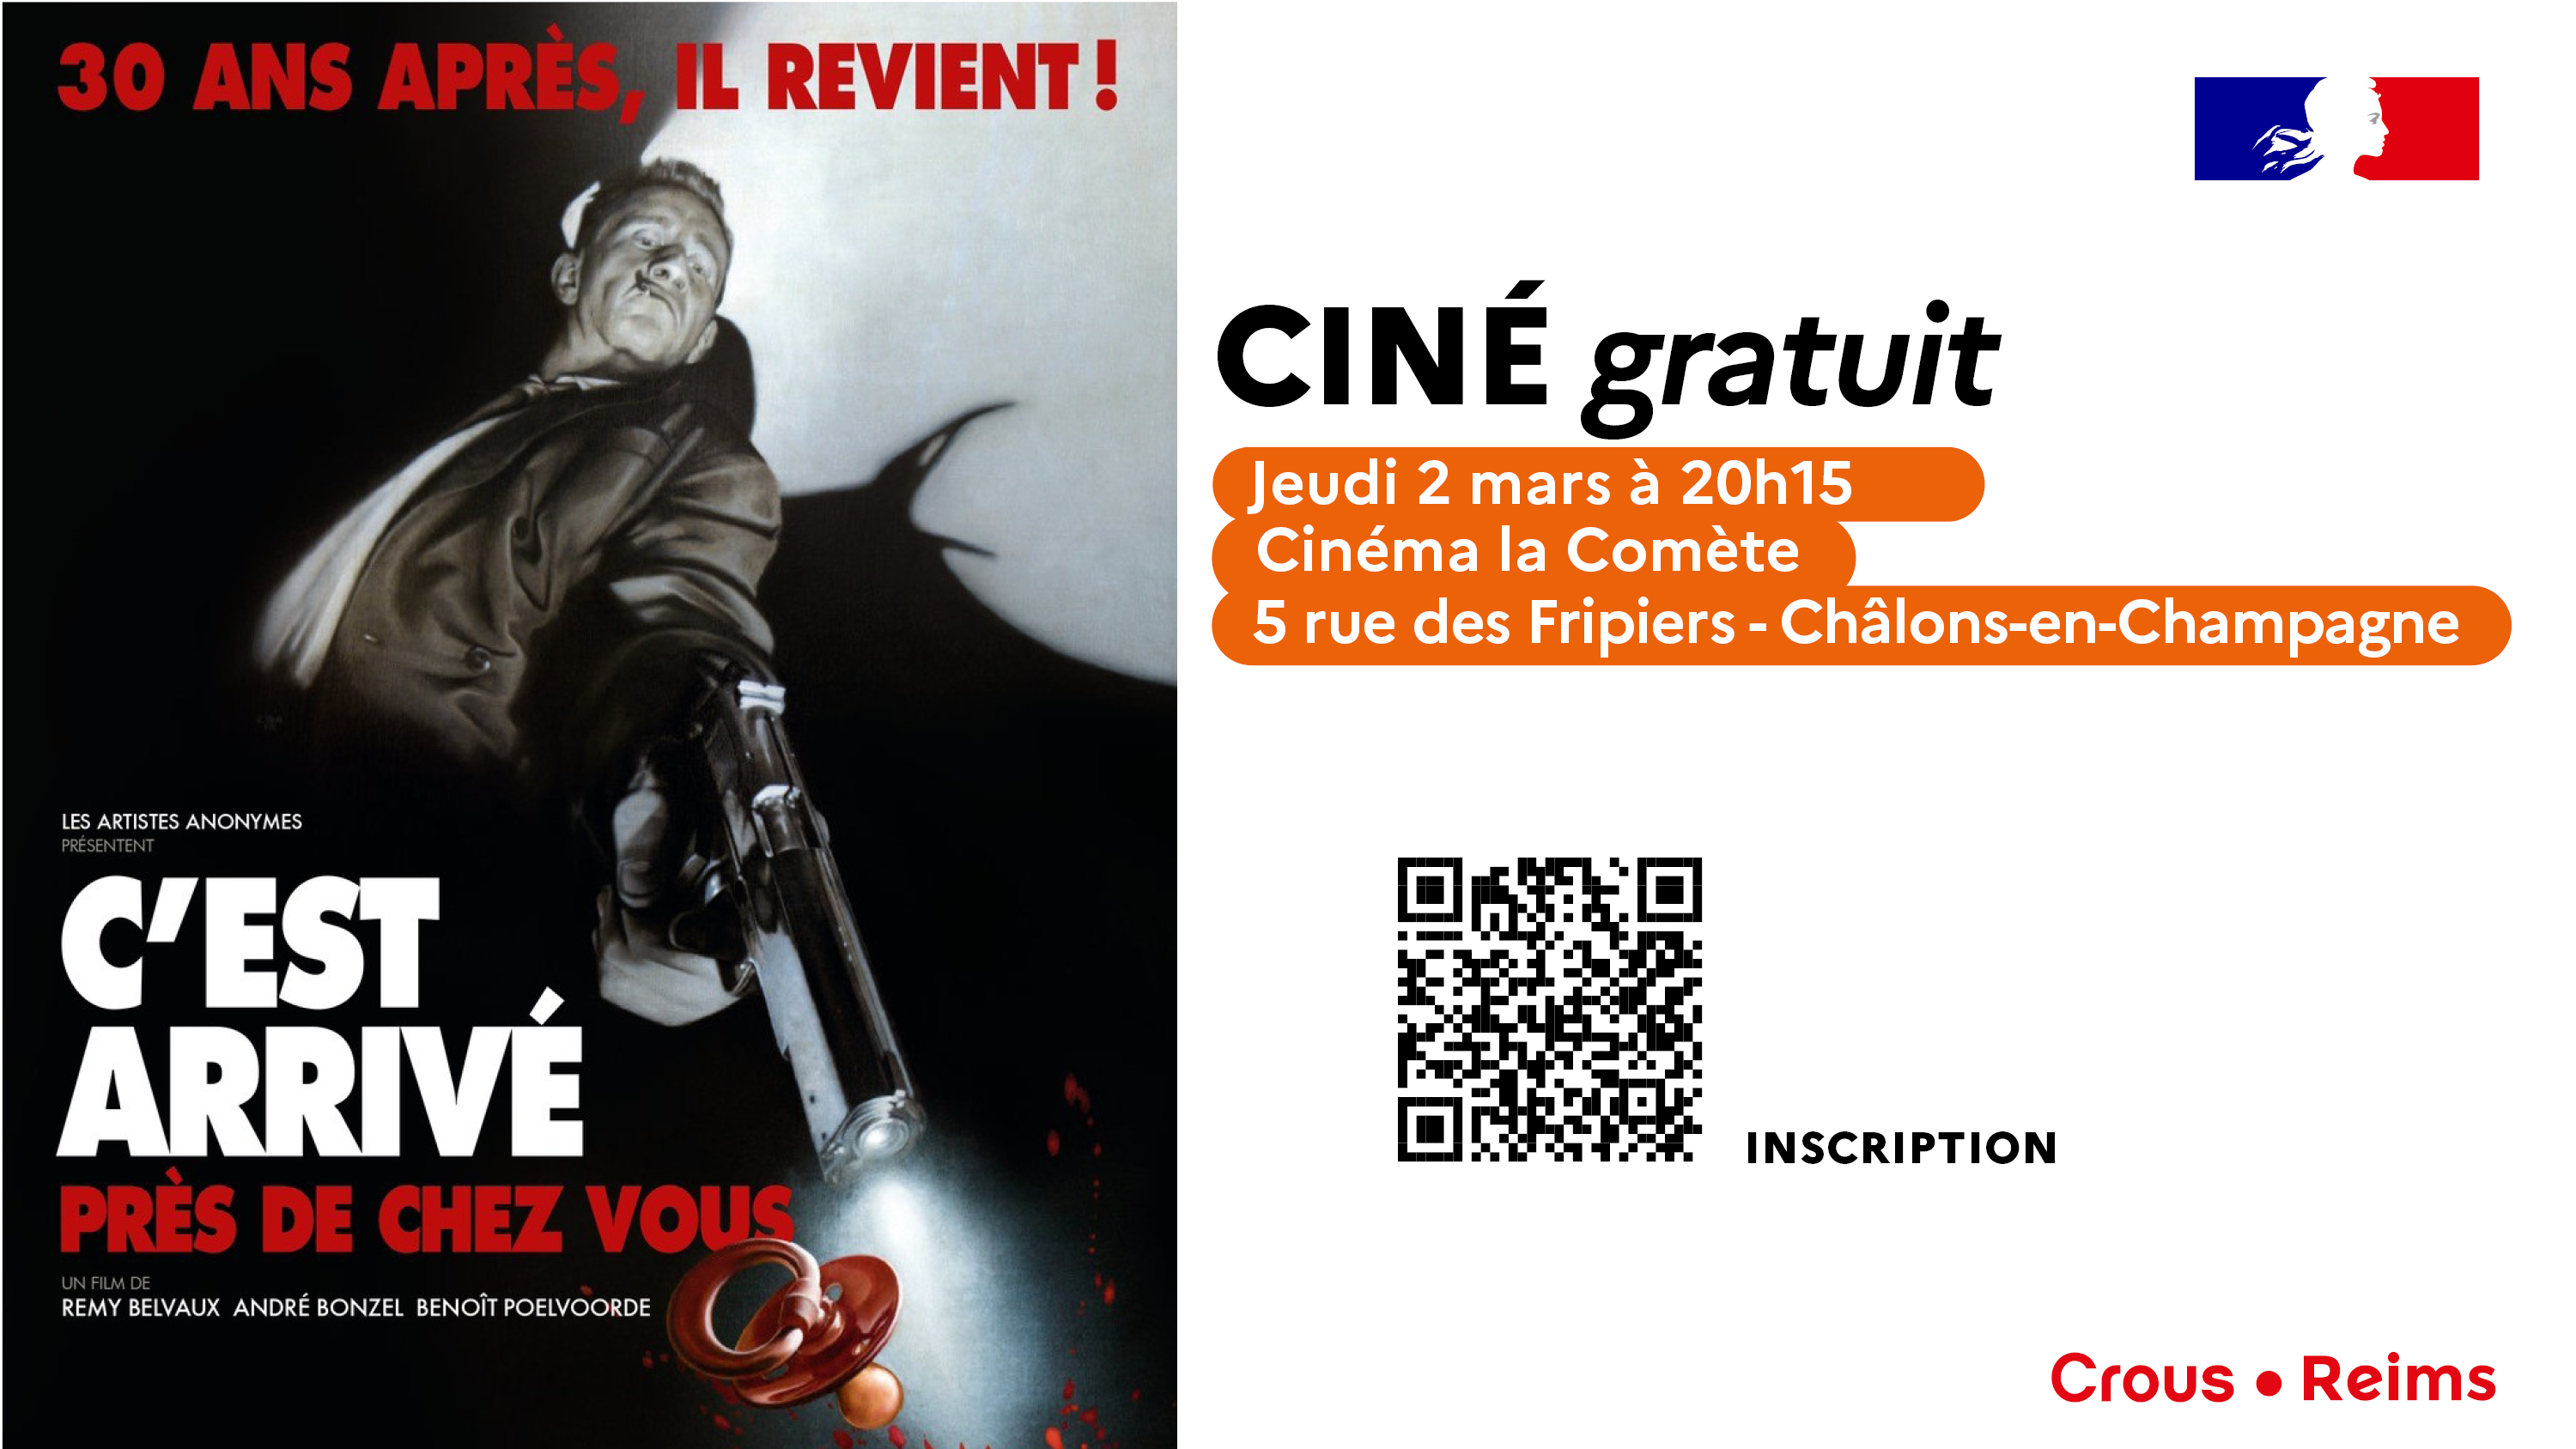 30 ANS APRÈS, IL REVIENT !
LES ARTISTES ANONYMES
PRÉSENTENT
C'EST
ARRIVÉ
PRÈS DE CHEZ VOUS
UN FILM DE
REMY BELVAUX ANDRÉ BONZEL BENOÎT POELVOORDE
CINÉ gratuit
Jeudi 2 mars à 20h15
Cinéma la Comète
5 rue des Fripiers - Châlons-en-Champagne
INSCRIPTION
Crous • Reims